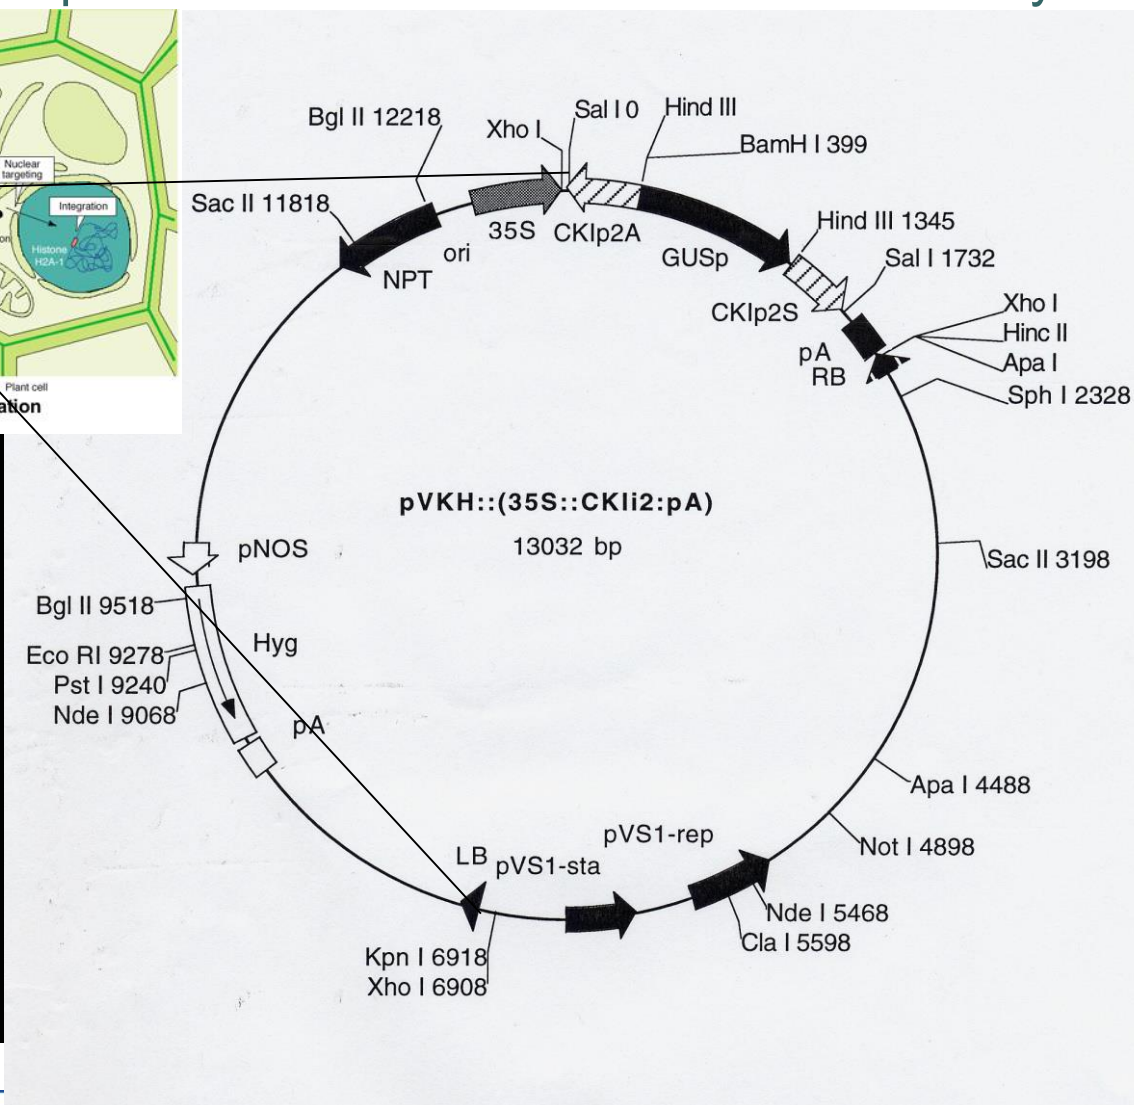 Nuclear
targeting
Integration
Histone
H2A-1
Plant cell
Bgl II 12218
Xho I
Sal I 0
Hind III
BamH I 399
Sac II 11818
35S
CKIp2A
ori
NPT
GUSp
Hind III 1345
Sal I 1732
CKIp2S
Xho I
Hinc II
Apa I
pA
RB
Sph I 2328
pVKH::(35S::CKIi2:pA)
13032 bp
pNOS
Sac II 3198
Bgl II 9518
Hyg
Eco RI 9278
Pst I 9240
Nde I 9068
pA
Apa I 4488
pVS1-rep
Not I 4898
LB
pVS1-sta
Nde I 5468
Cla I 5598
Kpn I 6918
Xho I 6908